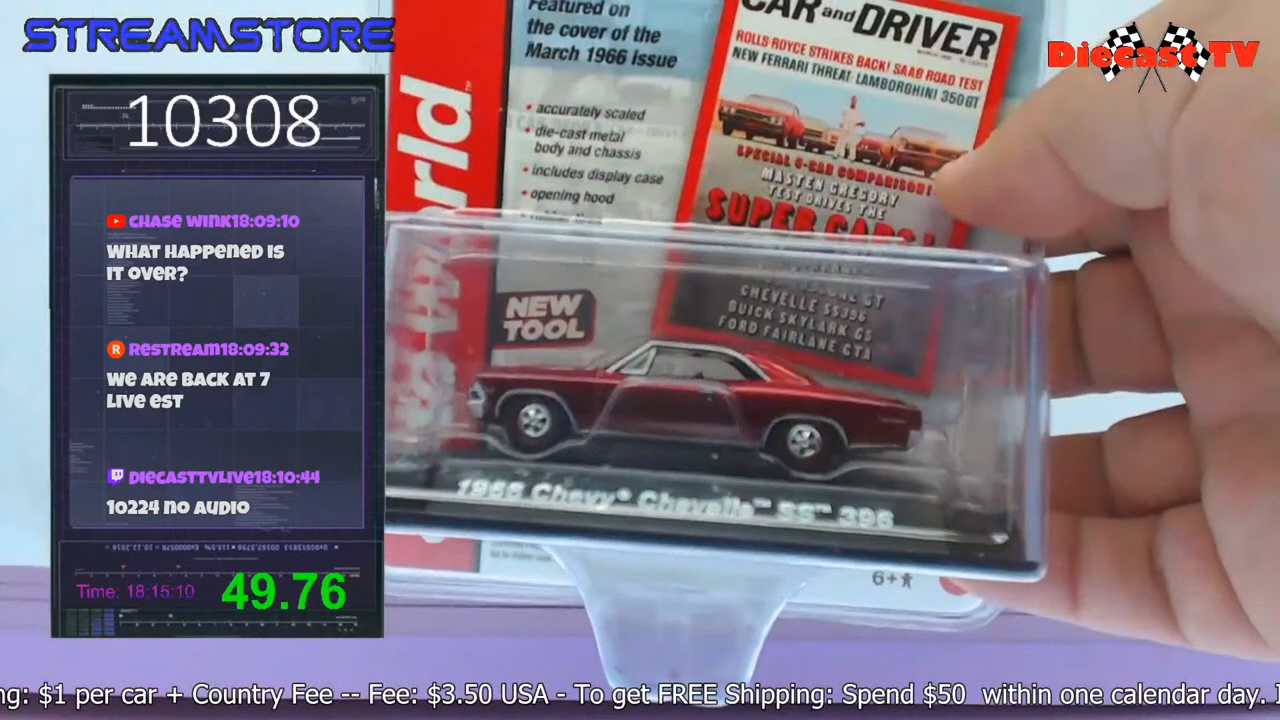 STREAMSTORE
10308
CHASE WINK18:09:10
WHAT HAPPENED IS
IT OVER?
RESTREAM18:09:32
WE ARE BACK AT 7
LIVE EST
DIECASTTVLIVE18:10:44
10224 NO AUDIO
Time: 18:15:10
49.76
Diecast TV
Featured on
the cover of the
March 1966 issue
• accurately scaled
• die-cast metal
body and chassis
• includes display case
• opening hood
CAR and DRIVER
ROLLS-ROYCE STRIKES BACK! SAAB ROAD TEST
NEW FERRARI THREAT! LAMBORGHINI 350GT
SPECIAL 6-CAR COMPARISON!
MASTEN GREGORY
TEST DRIVES THE
SUPER CARS!
CHEVELLE SS396
BUICK SKYLARK GS
FORD FAIRLANE GTA
NEW
TOOL
1966 Chevy® Chevelle™ SS™ 396
6+
ng: $1 per car + Country Fee -- Fee: $3.50 USA - To get FREE Shipping: Spend $50 within one calendar day.